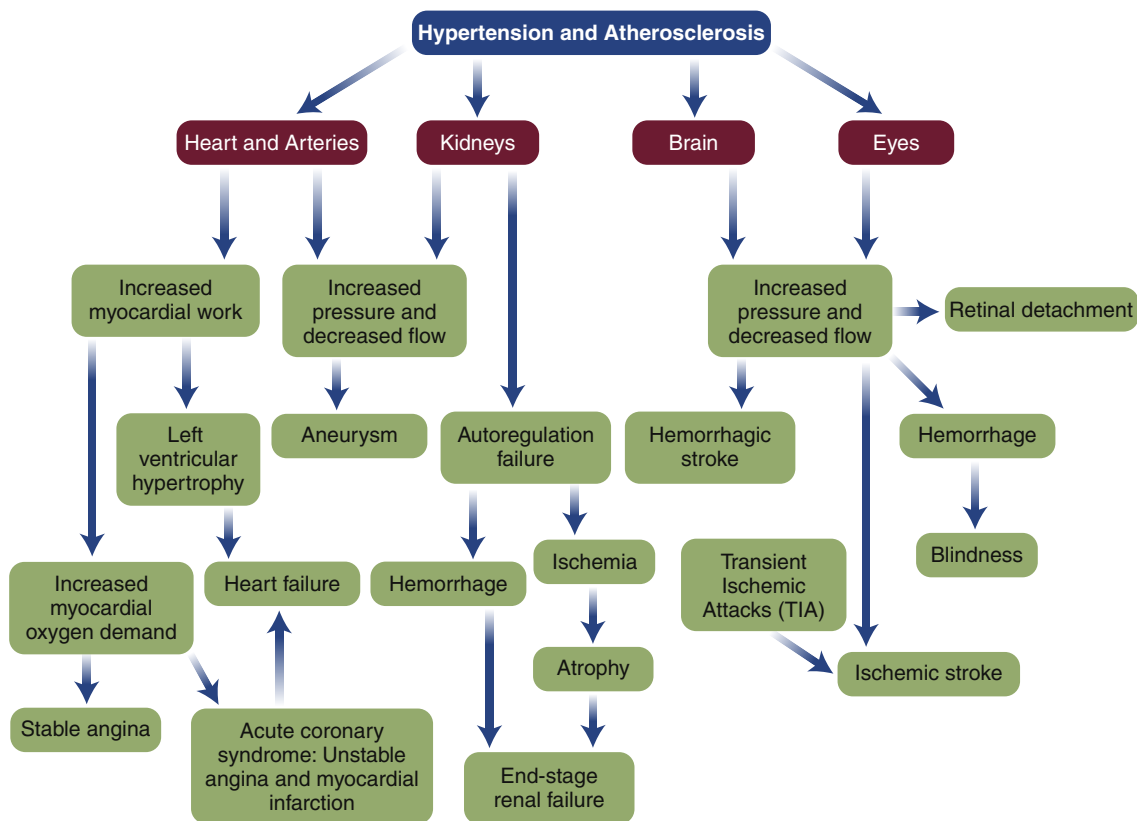 Hypertension and Atherosclerosis
Heart and Arteries
Kidneys
Brain
Eyes
Increased
myocardial work
Increased
pressure and
decreased flow
Increased
pressure and
decreased flow
Retinal detachment
Left
ventricular
hypertrophy
Aneurysm
Autoregulation
failure
Hemorrhagic
stroke
Hemorrhage
Increased
myocardial
oxygen demand
Heart failure
Hemorrhage
Ischemia
Transient
Ischemic
Attacks (TIA)
Blindness
Atrophy
Ischemic stroke
Stable angina
Acute coronary
syndrome: Unstable
angina and myocardial
infarction
End-stage
renal failure